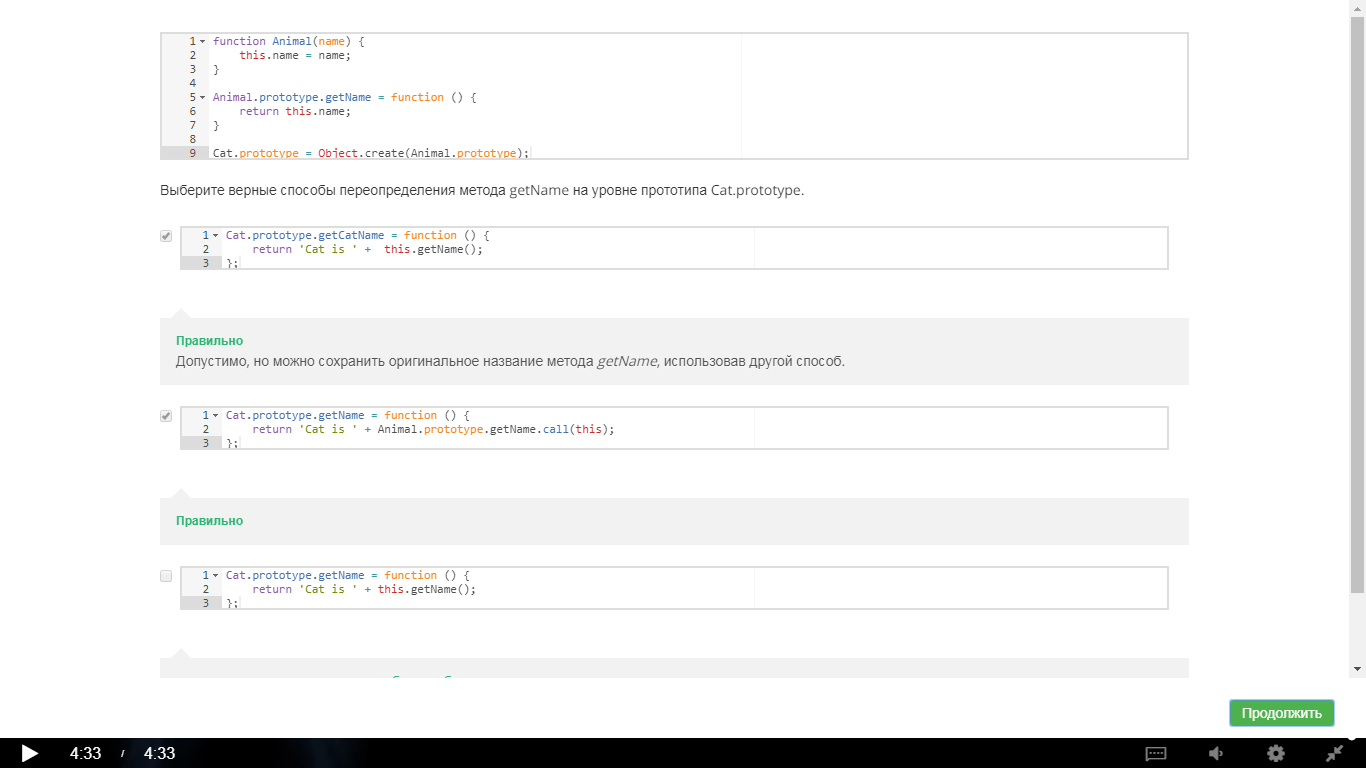 1 function Animal(name) {
2 this.name = name;
3 }
4
5 Animal.prototype.getName = function () {
6 return this.name;
7 }
8
9 Cat.prototype = Object.create(Animal.prototype);
Выберите верные способы переопределения метода getName на уровне прототипа Cat.prototype.
1 Cat.prototype.getCatName = function () {
2 return 'Cat is ' +  this.getName();
3 };
Правильно
Допустимо, но можно сохранить оригинальное название метода getName, использовав другой способ.
1 Cat.prototype.getName = function () {
2 return 'Cat is ' + Animal.prototype.getName.call(this);
3 };
Правильно
1 Cat.prototype.getName = function () {
2 return 'Cat is ' + this.getName();
3 };
Продолжить
4:33 / 4:33